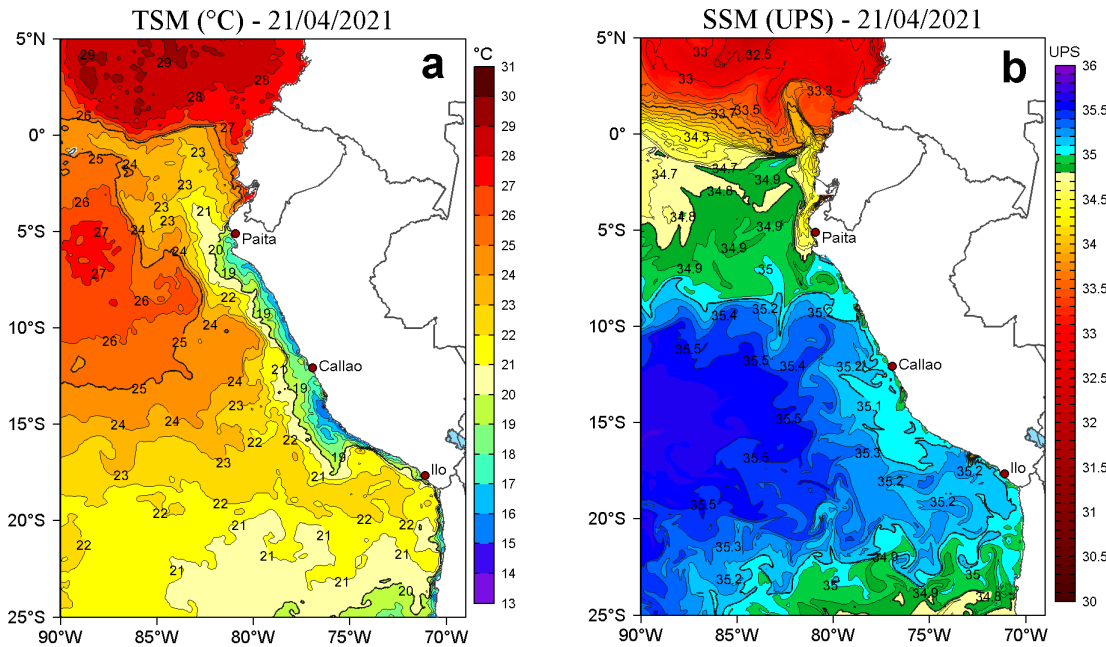 TSM (°C) - 21/04/2021
a
5°N
0°
5°S
10°S
15°S
20°S
25°S
90°W 85°W 80°W 75°W 70°W
29 29 28 28 27 26
25 24 23 23 21
26 23 23 24 24
27 27 26 26 25 25
20 19 22 19 24
24 23 21 19 22 22 19 21
24 24 23 23
22 22 22 24 22 21 21
21 21 21 21 20
Paita
Callao
Ilo
°C
31
30
29
28
27
26
25
24
23
22
21
20
19
18
17
16
15
14
13
SSM (UPS) - 21/04/2021
b
5°N
0°
5°S
10°S
15°S
20°S
25°S
90°W 85°W 80°W 75°W 70°W
33 32.5
33 33.3
33.7 33.5
34.3
34.7 34.7 34.9
34.8
34.8 34.9
34.9 35
35.4 35.2 35.2
35.5 35.5 35.4 35.2
35.5 35.1
35.5 35.3 35.2
35.5 35.2 35.2
35.3 34.9
35.2 35 35
34.9 34.8
Paita
Callao
Ilo
UPS
36
35.5
35
34.5
34
33.5
33
32.5
32
31.5
31
30.5
30